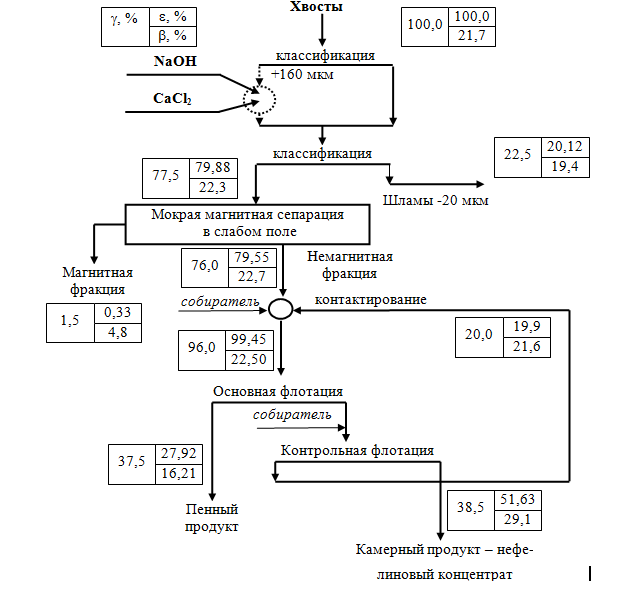 Хвосты
γ, %
ε, %
β, %
100,0
100,0
21,7
классификация
NaOH
+160 мкм
CaCl2
классификация
22,5
20,12
19,4
77,5
79,88
22,3
Шламы -20 мкм
Мокрая магнитная сепарация
в слабом поле
76,0
79,55
22,7
Немагнитная
фракция
Магнитная
фракция
1,5
0,33
4,8
собиратель
контактирование
96,0
99,45
22,50
20,0
19,9
21,6
Основная флотация
собиратель
Контрольная флотация
37,5
27,92
16,21
Пенный
продукт
38,5
51,63
29,1
Камерный продукт – нефе-
линовый концентрат